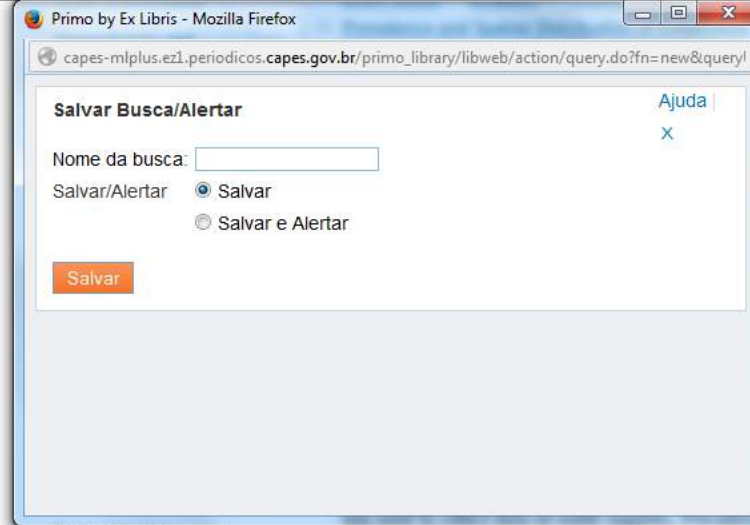 Primo by Ex Libris - Mozilla Firefox
capes-mlplus.ez1.periodicos.capes.gov.br/primo_library/libweb/action/query.do?fn=new&query
Salvar Busca/Alertar
Ajuda |
X
Nome da busca:
Salvar/Alertar Salvar
Salvar e Alertar
Salvar